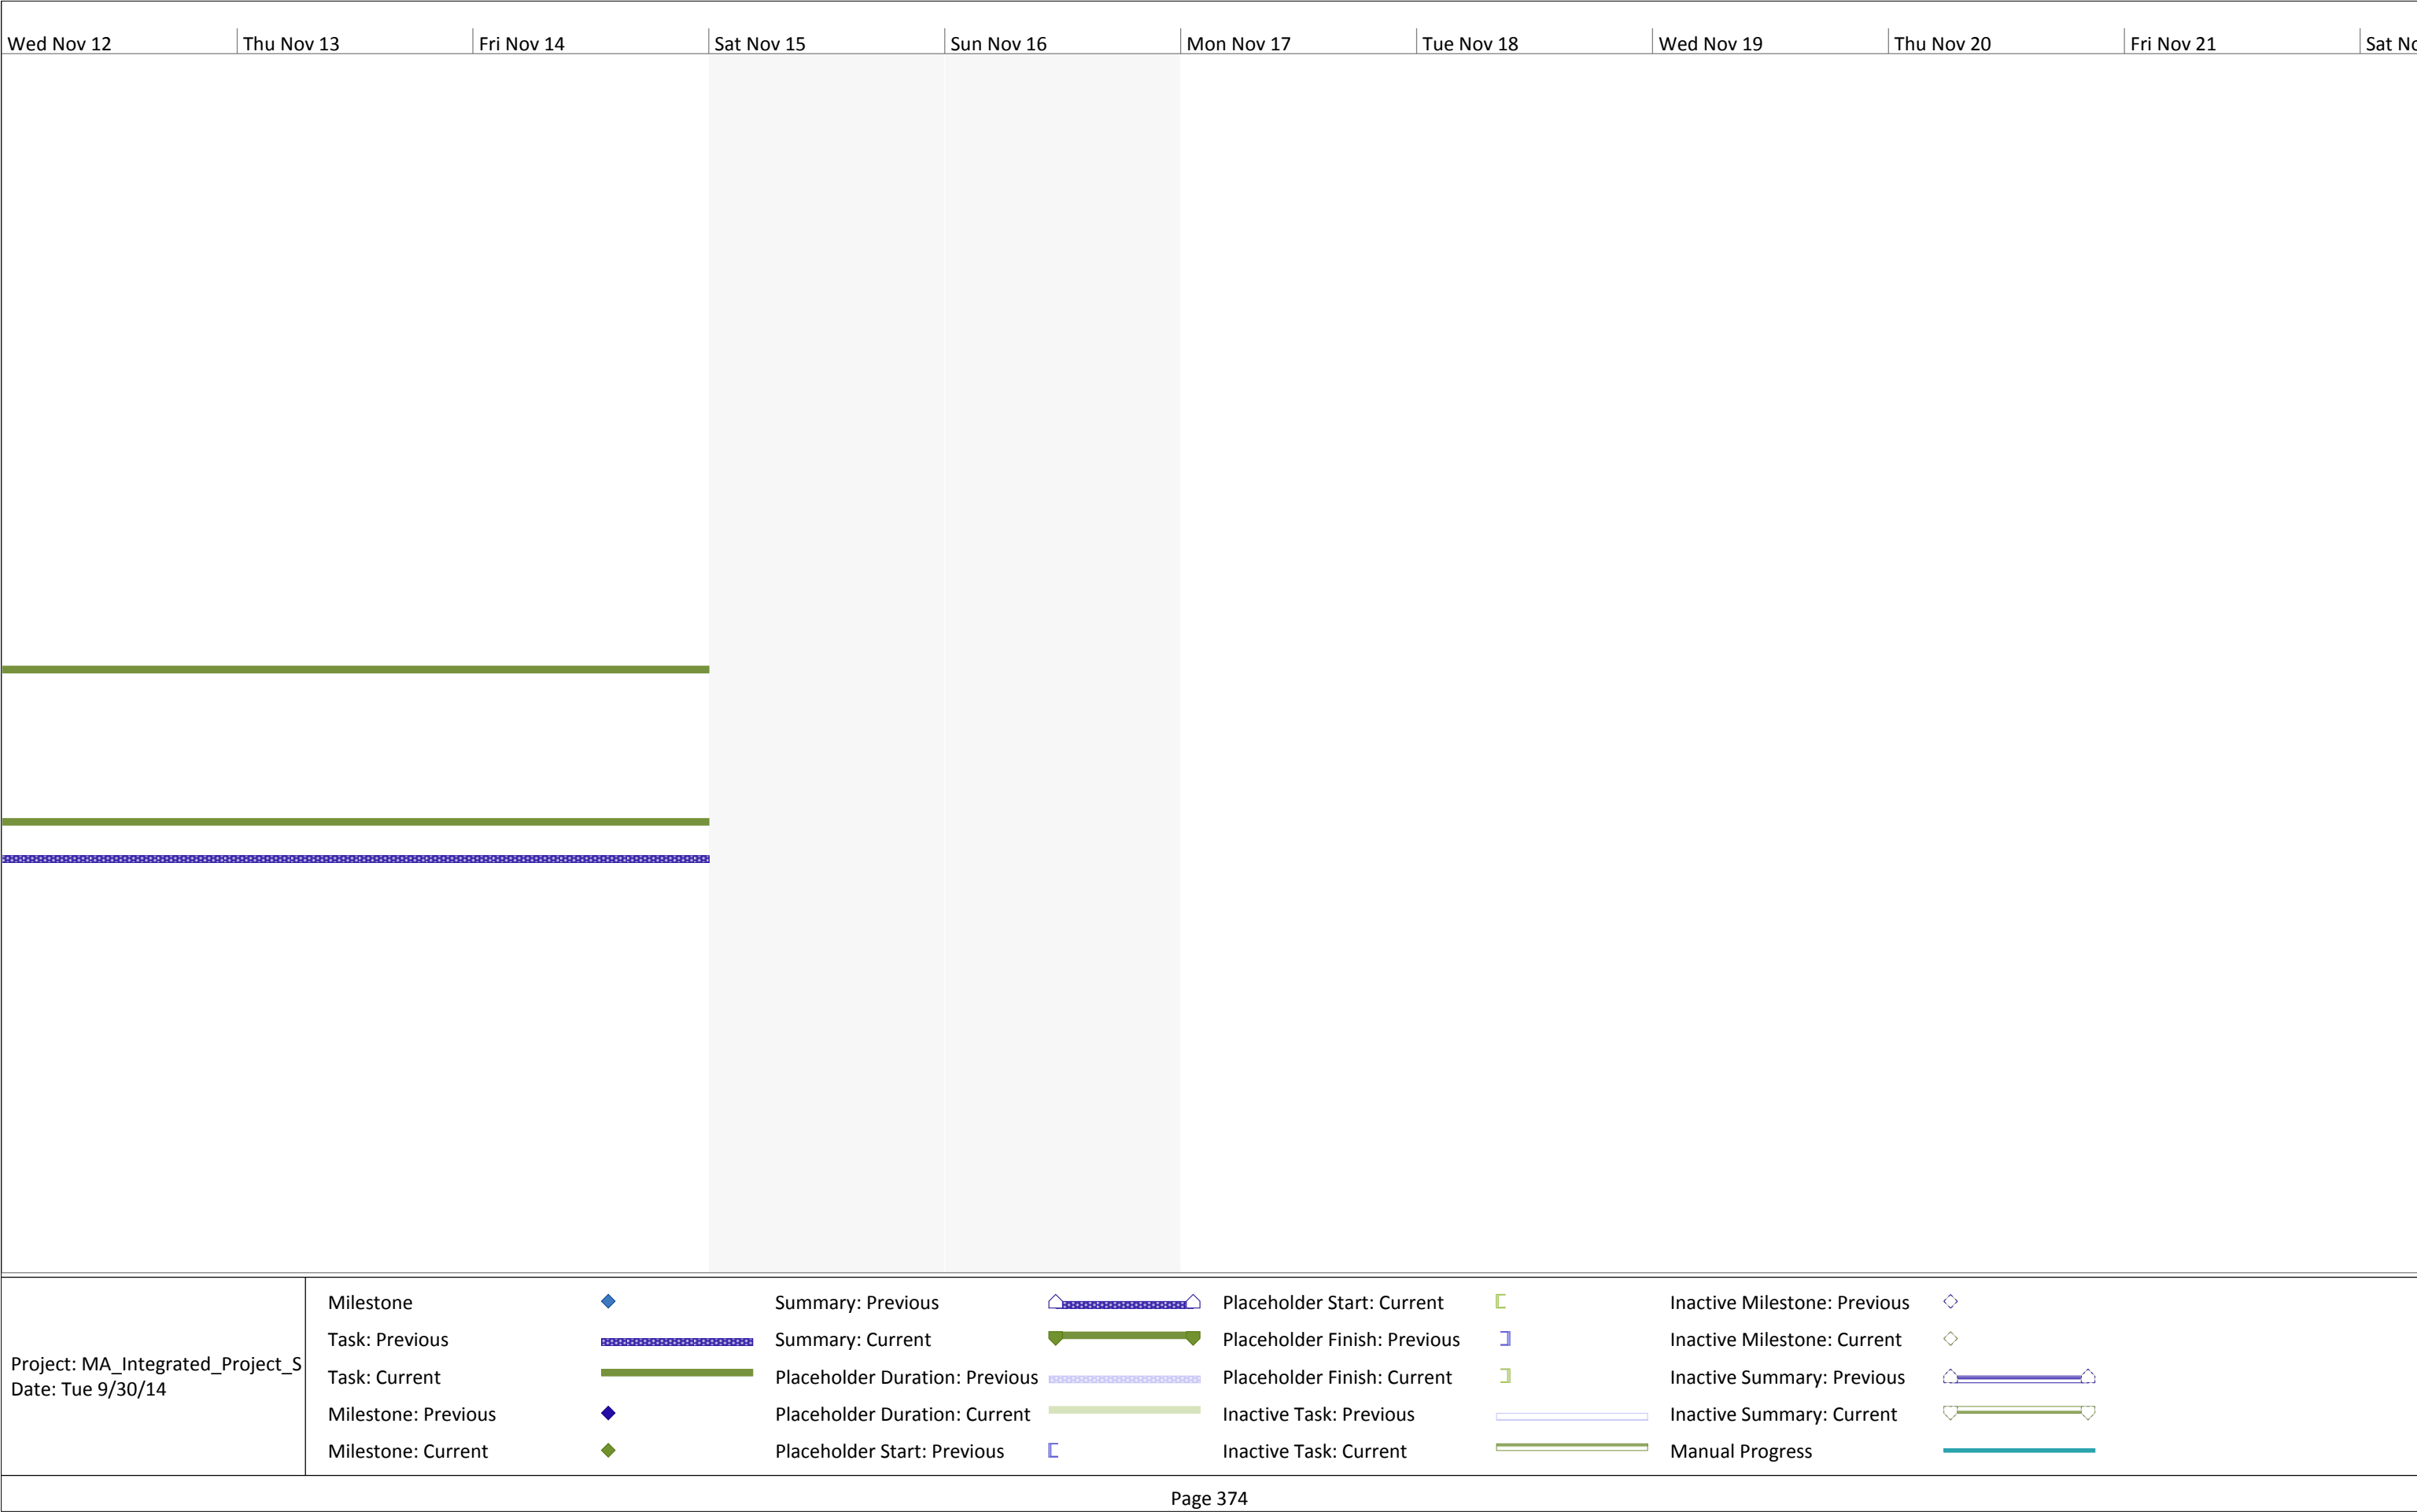 Wed Nov 12 Thu Nov 13 Fri Nov 14 Sat Nov 15 Sun Nov 16 Mon Nov 17 Tue Nov 18 Wed Nov 19 Thu Nov 20 Fri Nov 21 Sat No
Project: MA_Integrated_Project_S
Date: Tue 9/30/14
Milestone
Task: Previous
Task: Current
Milestone: Previous
Milestone: Current
Summary: Previous
Summary: Current
Placeholder Duration: Previous
Placeholder Duration: Current
Placeholder Start: Previous
Placeholder Start: Current
Placeholder Finish: Previous
Placeholder Finish: Current
Inactive Task: Previous
Inactive Task: Current
Inactive Milestone: Previous
Inactive Milestone: Current
Inactive Summary: Previous
Inactive Summary: Current
Manual Progress
Page 374